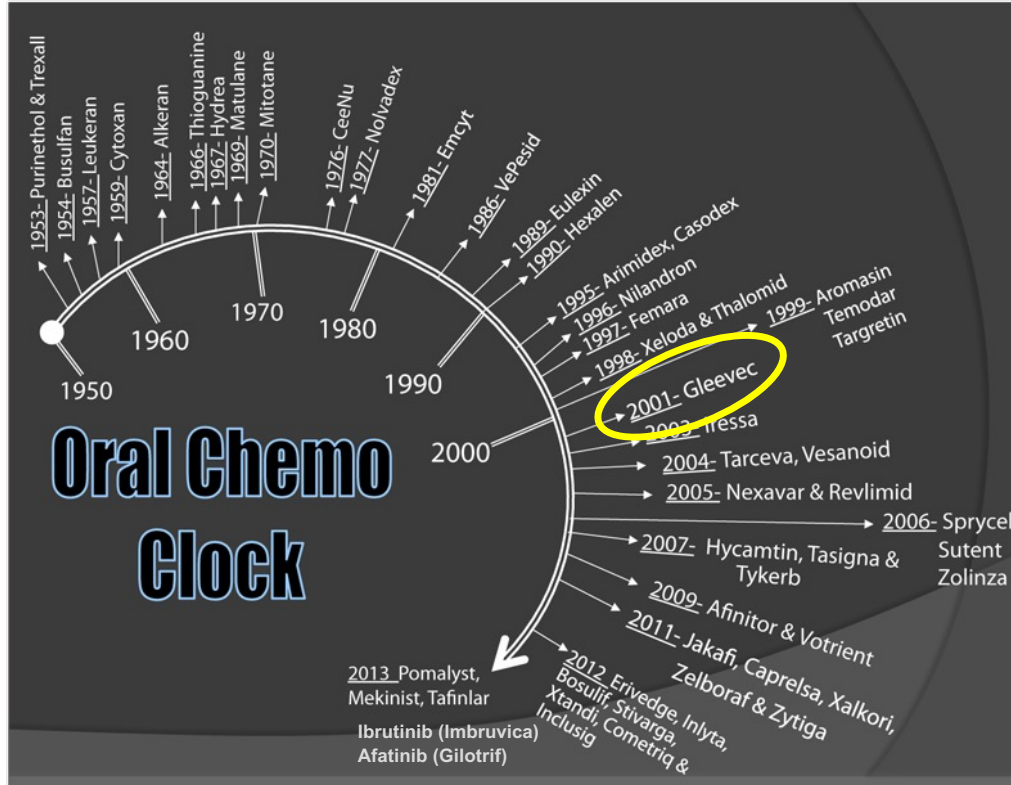 1953- Purinethol & Trexall
1954- Busulfan
1957- Leukeran
1959- Cytoxan
1964- Alkeran
1966- Thioguanine
1967- Hydrea
1969- Matulane
1970- Mitotane
1976- CeeNu
1977- Nolvadex
1981- Emcyt
1986- VePesid
1989- Eulexin
1990- Hexalen
1995- Arimidex, Casodex
1996- Nilandron
1997- Femara
1998- Xeloda & Thalomid
1999- Aromasin
Temodar
Targretin
2001- Gleevec
2003- Iressa
2004- Tarceva, Vesanoid
2005- Nexavar & Revlimid
2006- Sprycel
Sutent
Zolinza
2007- Hycamtin, Tasigna &
Tykerb
2009- Afinitor & Votrient
2011- Jakafi, Caprelsa, Xalkori,
Zelboraf & Zytiga
2012 Erivedge, Inlyta,
Bosulif, Stivarga,
Xtandi, Cometriq &
Inclusig
2013 Pomalyst,
Mekinist, Tafinlar
Ibrutinib (Imbruvica)
Afatinib (Gilotrif)
1950
1960
1970
1980
1990
2000
Oral Chemo
Clock